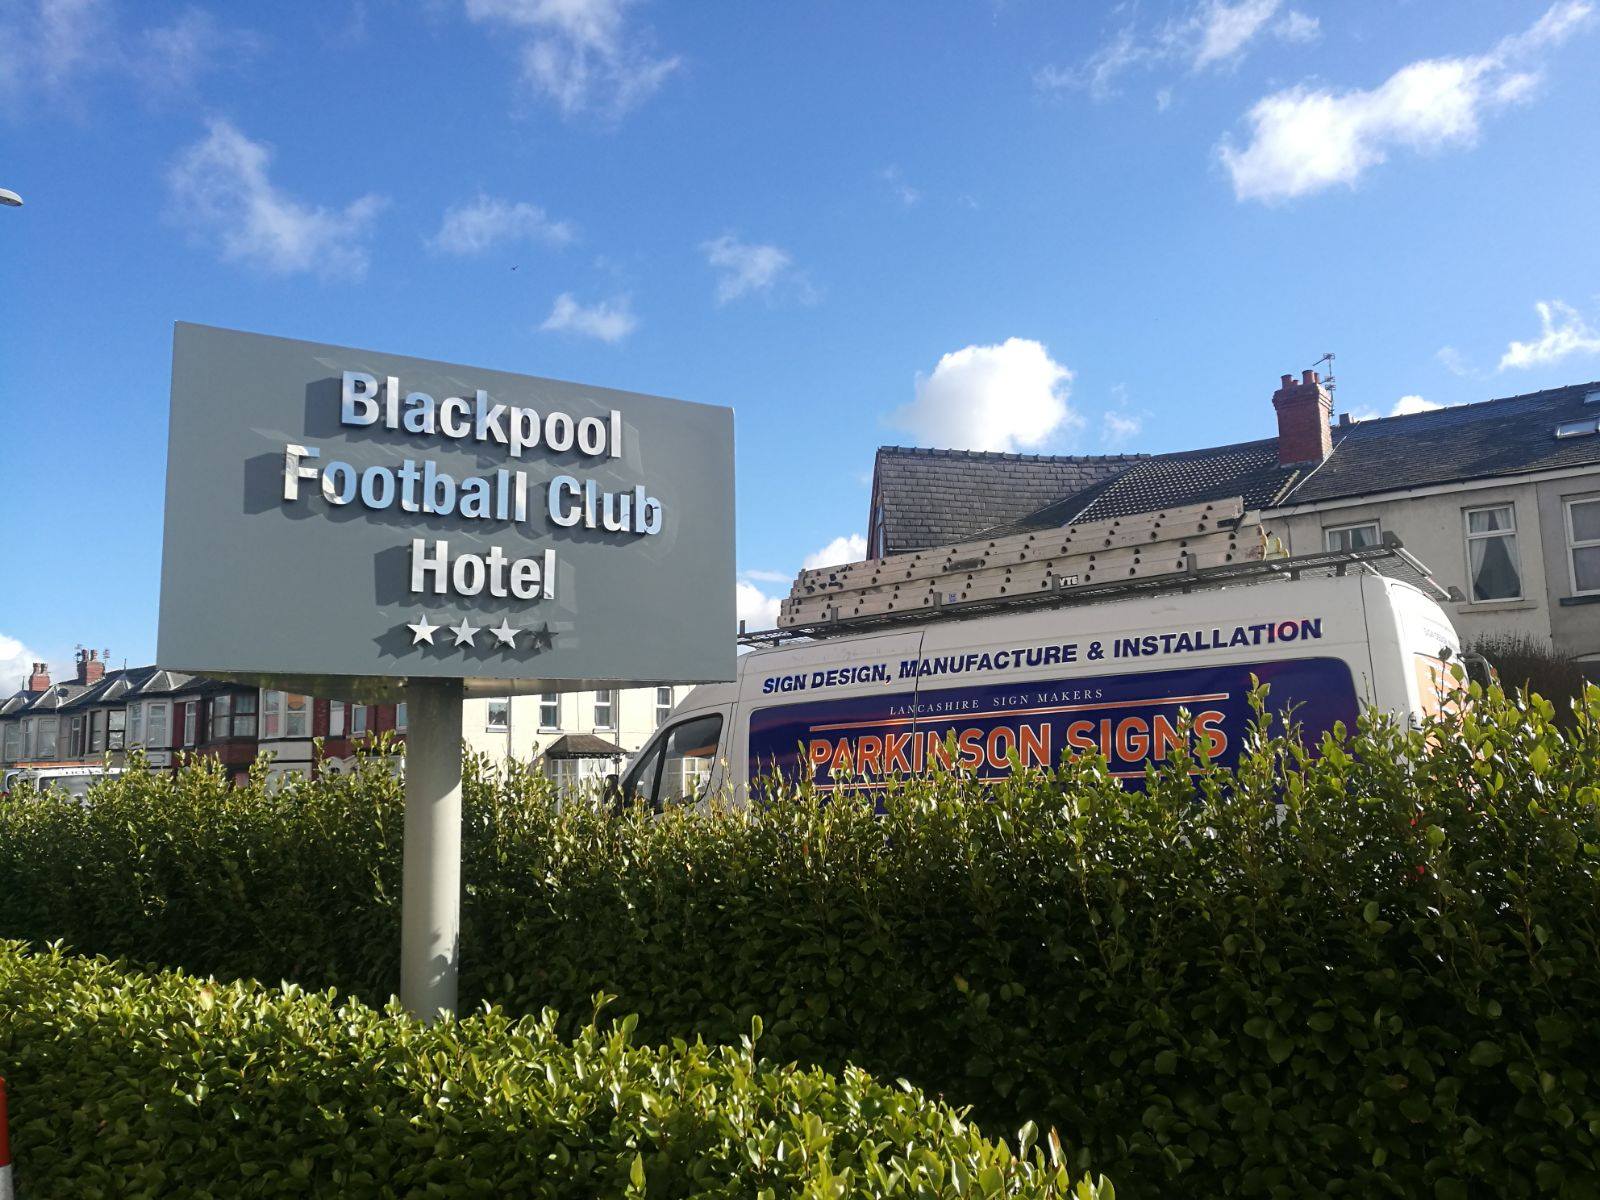 Blackpool
Football Club
Hotel
SIGN DESIGN, MANUFACTURE & INSTALLATION
LANCASHIRE SIGN MAKERS
PARKINSON SIGNS